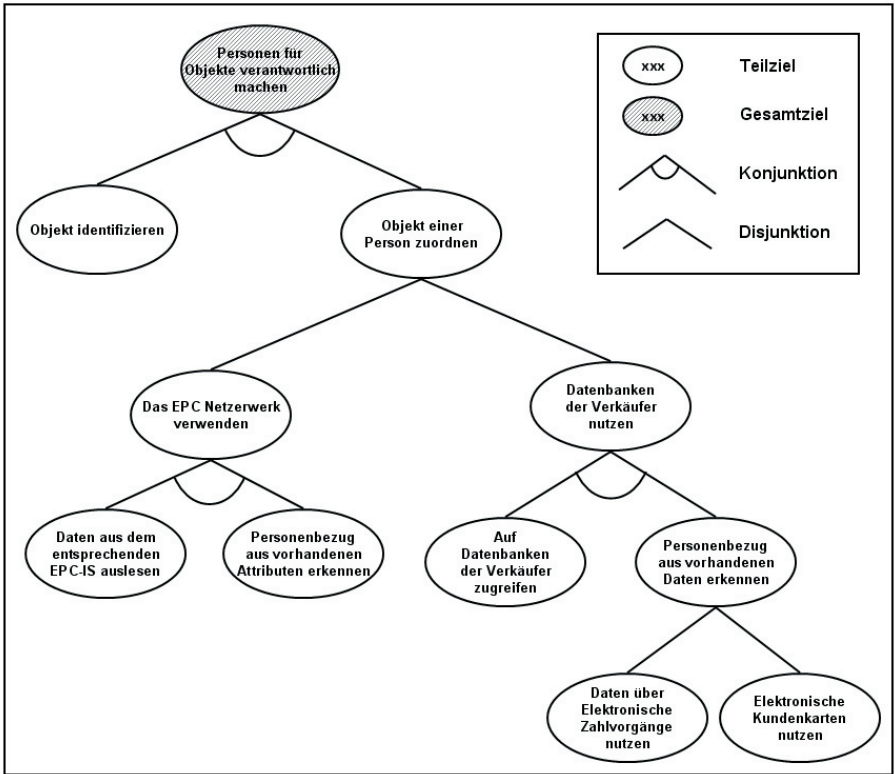 Personen für
Objekte verantwortlich
machen
xxx
Teilziel
xxx
Gesamtziel
Konjunktion
Disjunktion
Objekt identifizieren
Objekt einer
Person zuordnen
Das EPC Netzerwerk
verwenden
Datenbanken
der Verkäufer
nutzen
Daten aus dem
entsprechenden
EPC-IS auslesen
Personenbezug
aus vorhandenen
Attributen erkennen
Auf
Datenbanken
der Verkäufer
zugreifen
Personenbezug
aus vorhandenen
Daten erkennen
Daten über
Elektronische
Zahlvorgänge
nutzen
Elektronische
Kundenkarten
nutzen